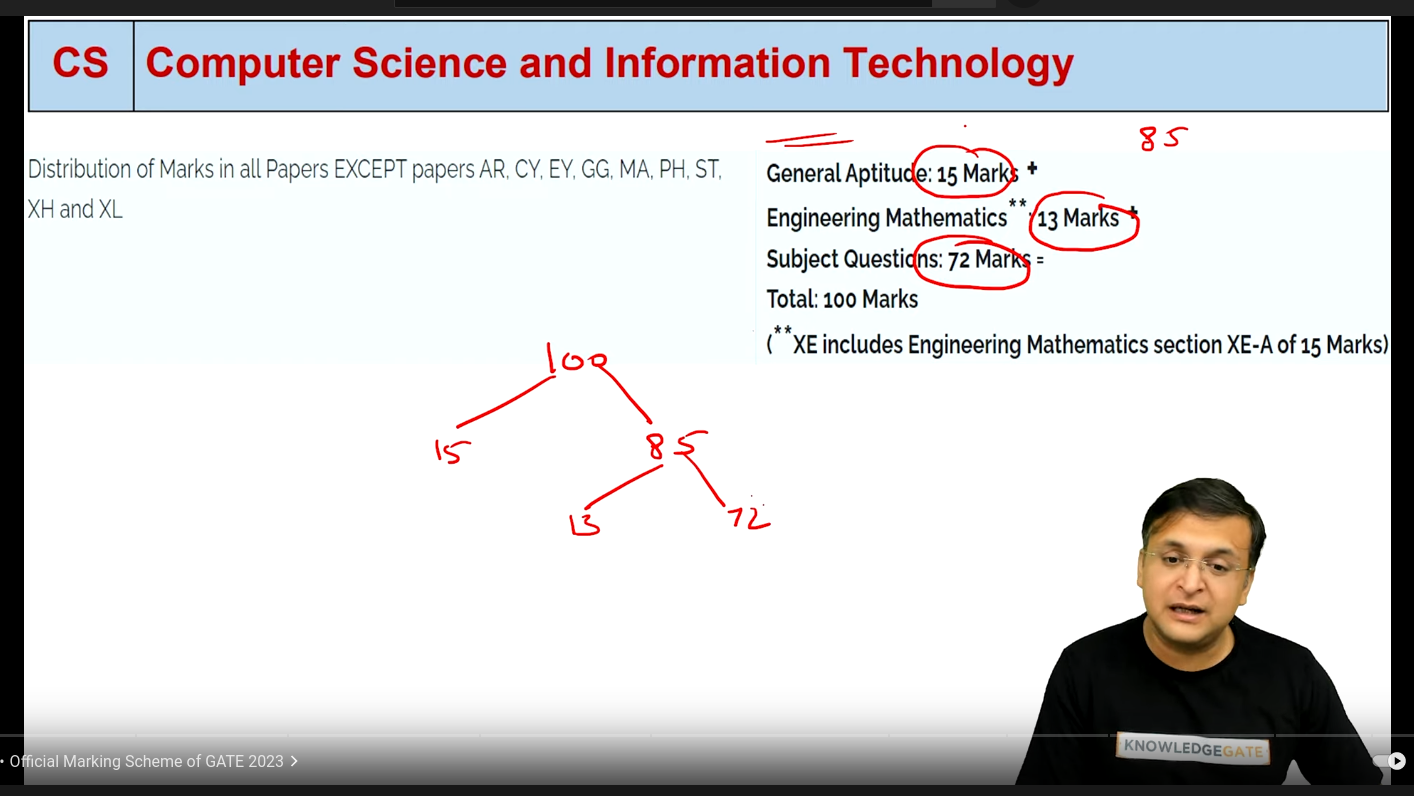 CS Computer Science and Information Technology
85
Distribution of Marks in all Papers EXCEPT papers AR, CY, EY, GG, MA, PH, ST,
XH and XL
General Aptitude: 15 Marks +
Engineering Mathematics**: 13 Marks +
Subject Questions: 72 Marks =
Total: 100 Marks
(**XE includes Engineering Mathematics section XE-A of 15 Marks)
100
15 85
13 72
KNOWLEDGEGATE
• Official Marking Scheme of GATE 2023 >